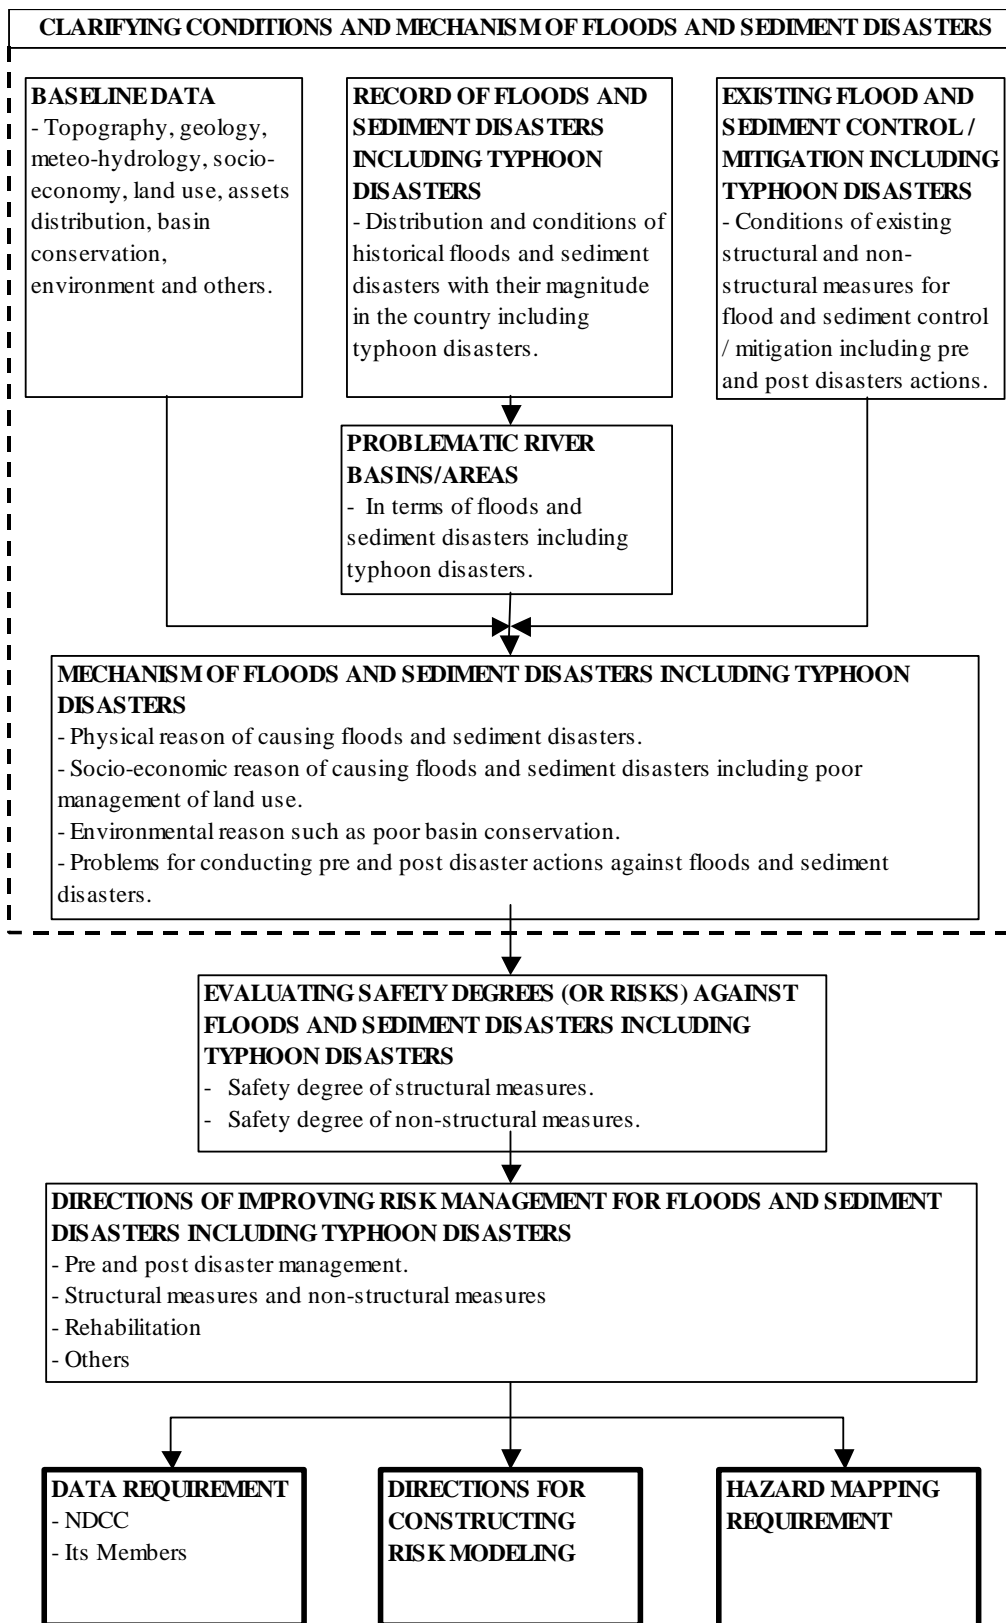 CLARIFYING CONDITIONS AND MECHANISM OF FLOODS AND SEDIMENT DISASTERS
BASELINE DATA
- Topography, geology,
meteo-hydrology, socio-
economy, land use, assets
distribution, basin
conservation,
environment and others.
RECORD OF FLOODS AND
SEDIMENT DISASTERS
INCLUDING TYPHOON
DISASTERS
- Distribution and conditions of
historical floods and sediment
disasters with their magnitude
in the country including
typhoon disasters.
EXISTING FLOOD AND
SEDIMENT CONTROL /
MITIGATION INCLUDING
TYPHOON DISASTERS
- Conditions of existing
structural and non-
structural measures for
flood and sediment control
/ mitigation including pre
and post disasters actions.
PROBLEMATIC RIVER
BASINS/AREAS
- In terms of floods and
sediment disasters including
typhoon disasters.
MECHANISM OF FLOODS AND SEDIMENT DISASTERS INCLUDING TYPHOON
DISASTERS
- Physical reason of causing floods and sediment disasters.
- Socio-economic reason of causing floods and sediment disasters including poor
management of land use.
- Environmental reason such as poor basin conservation.
- Problems for conducting pre and post disaster actions against floods and sediment
disasters.
EVALUATING SAFETY DEGREES (OR RISKS) AGAINST
FLOODS AND SEDIMENT DISASTERS INCLUDING
TYPHOON DISASTERS
- Safety degree of structural measures.
- Safety degree of non-structural measures.
DIRECTIONS OF IMPROVING RISK MANAGEMENT FOR FLOODS AND SEDIMENT
DISASTERS INCLUDING TYPHOON DISASTERS
- Pre and post disaster management.
- Structural measures and non-structural measures
- Rehabilitation
- Others
DATA REQUIREMENT
- NDCC
- Its Members
DIRECTIONS FOR
CONSTRUCTING
RISK MODELING
HAZARD MAPPING
REQUIREMENT